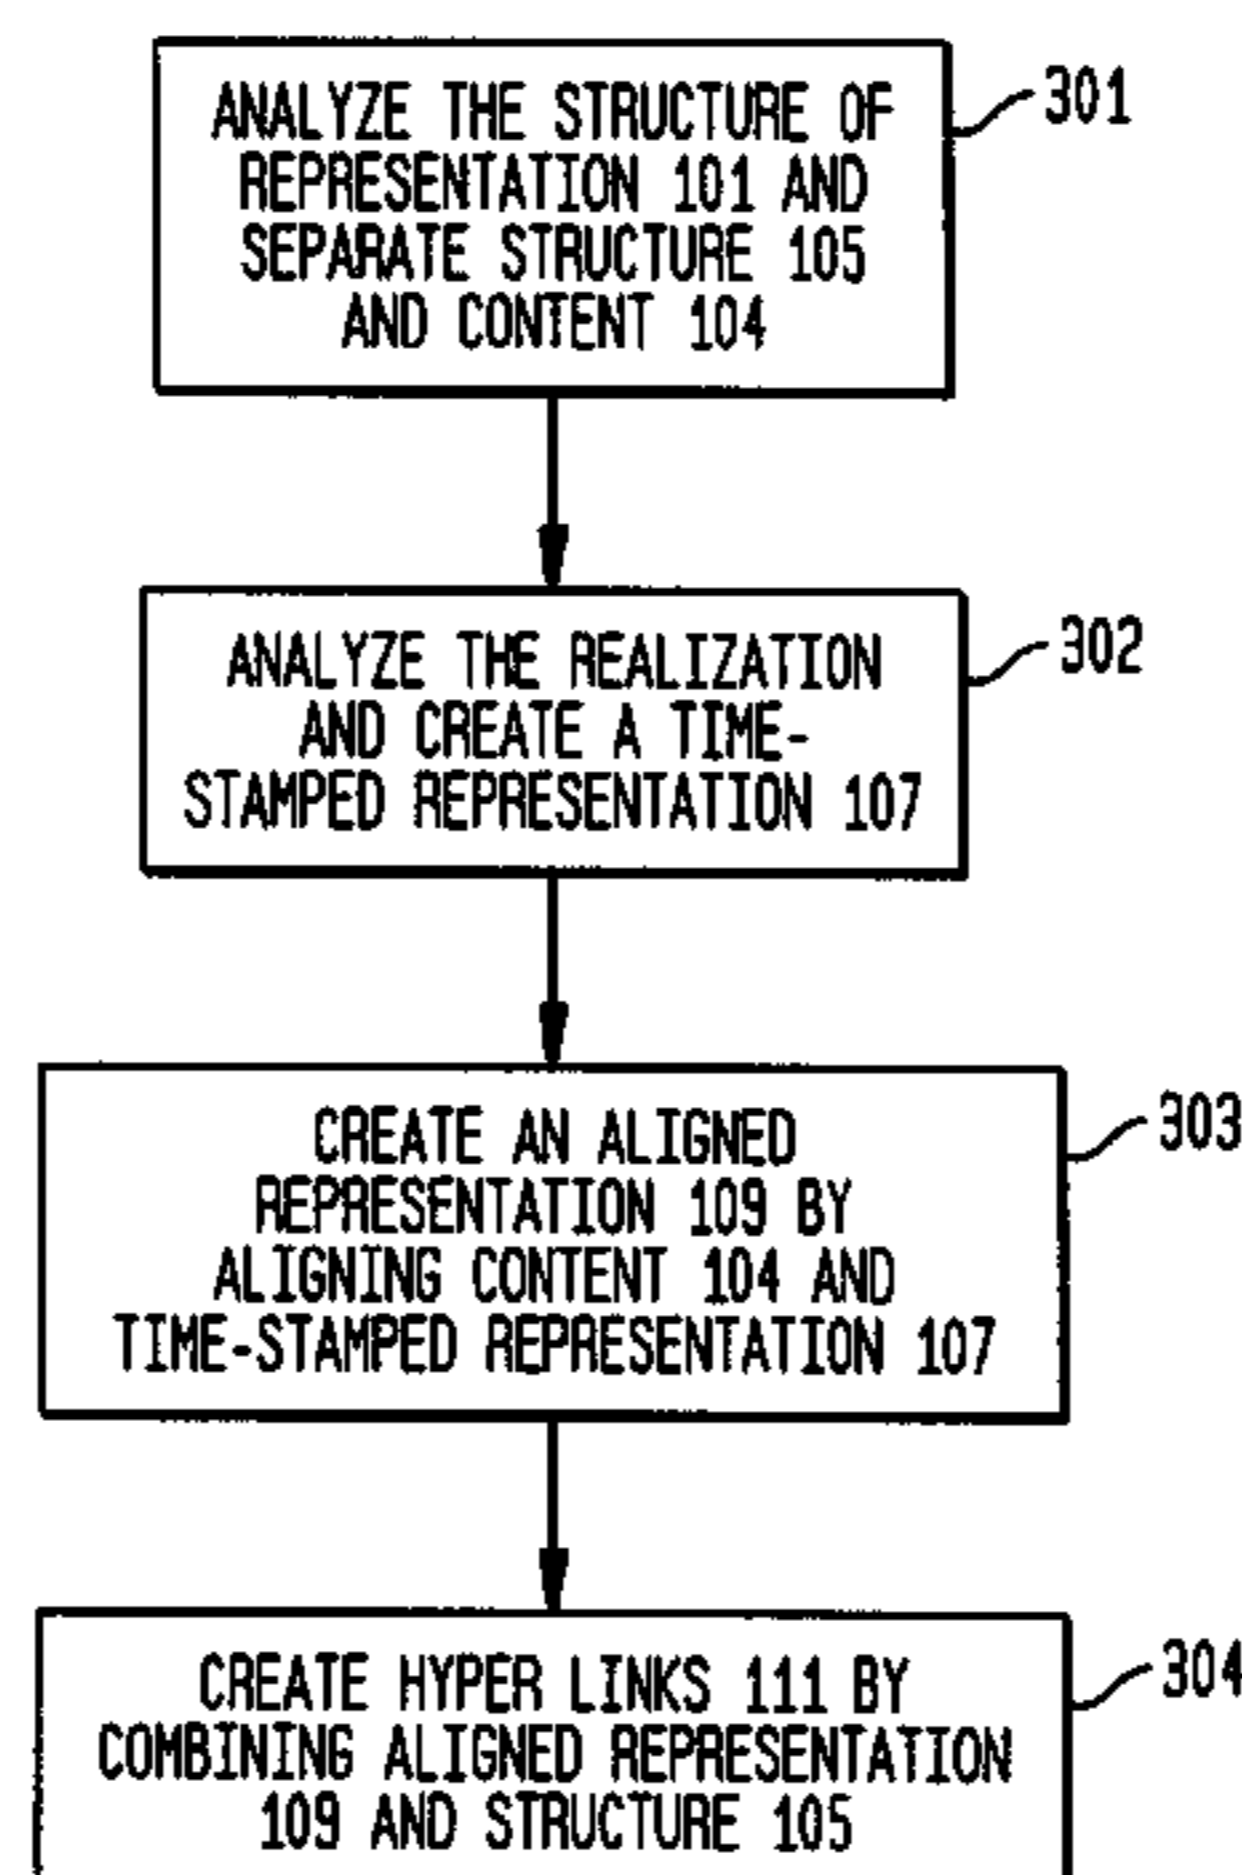 ANALYZE THE STRUCTURE OF
REPRESENTATION 101 AND
SEPARATE STRUCTURE 105
AND CONTENT 104
301
ANALYZE THE REALIZATION
AND CREATE A TIME-
STAMPED REPRESENTATION 107
302
CREATE AN ALIGNED
REPRESENTATION 109 BY
ALIGNING CONTENT 104 AND
TIME-STAMPED REPRESENTATION 107
303
CREATE HYPER LINKS 111 BY
COMBINING ALIGNED REPRESENTATION
109 AND STRUCTURE 105
304